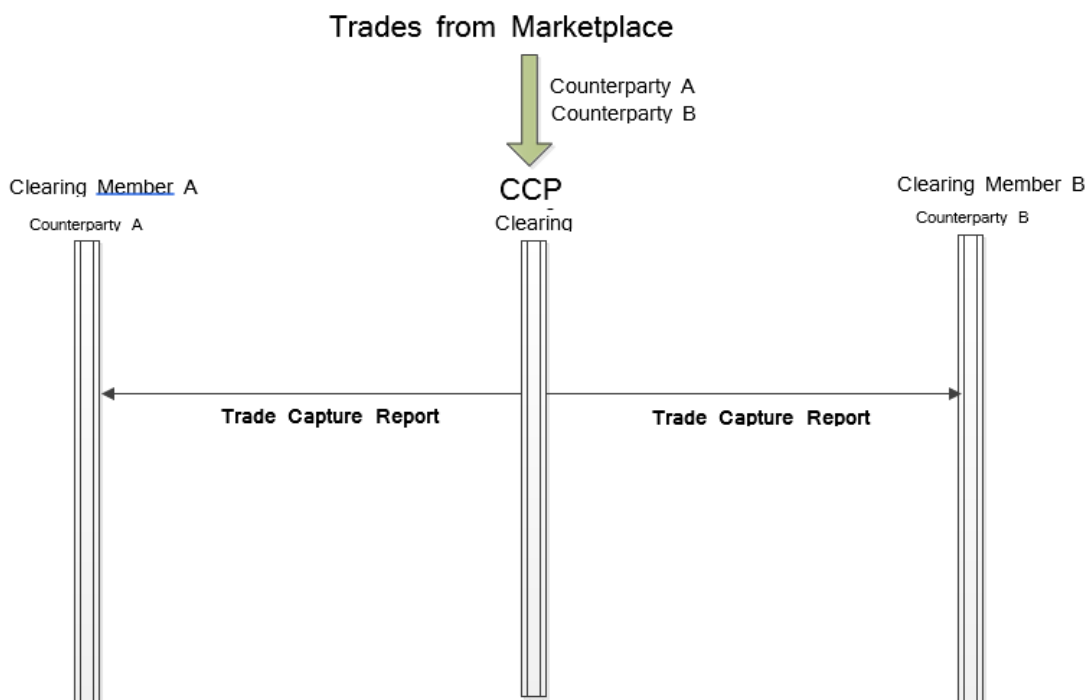 Trades from Marketplace
Counterparty A
Counterparty B
Clearing Member A
CCP
Clearing Member B
Counterparty A
Clearing
Counterparty B
Trade Capture Report
Trade Capture Report